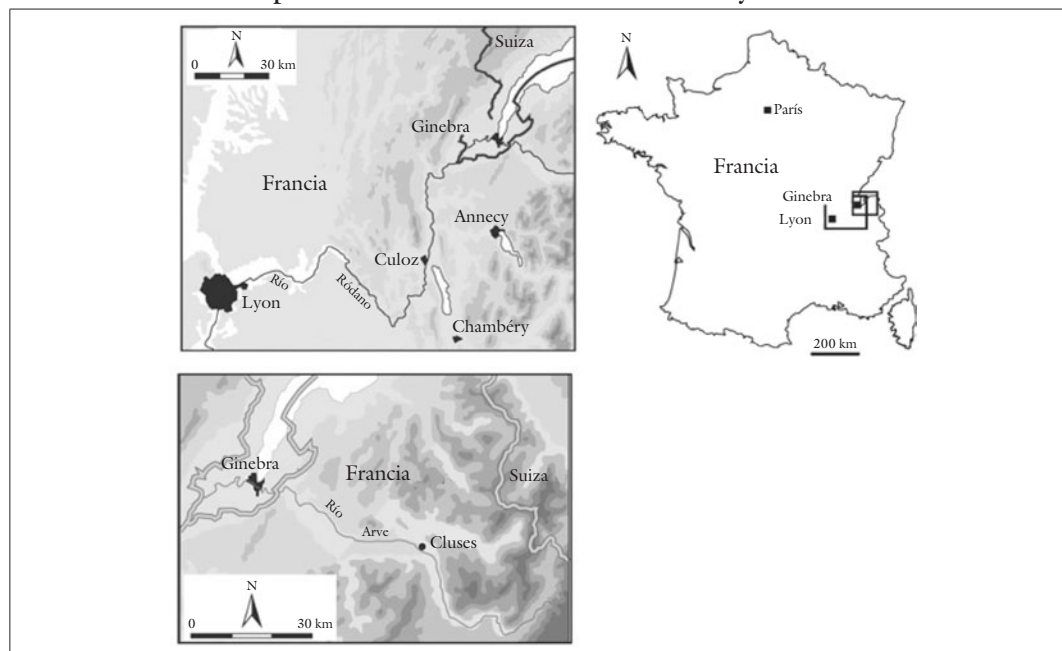 N
0 30 km
Suiza
Ginebra
Francia
Annecy
Culoz
Río
Ródano
Lyon
Chambéry
N
París
Francia
Ginebra
Lyon
200 km
Ginebra
Francia
Suiza
Río
Arve
Cluses
N
0 30 km